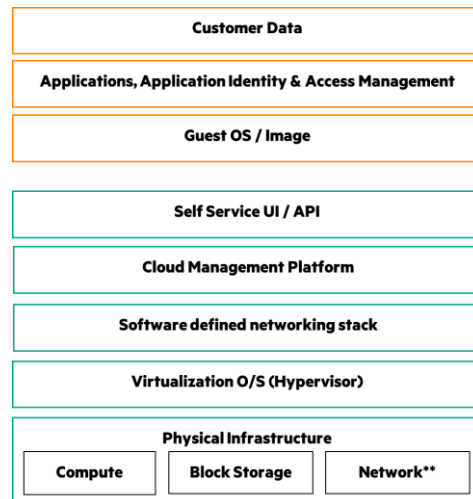 Customer Data
Applications, Application Identity & Access Management
Guest OS / Image
Self Service UI / API
Cloud Management Platform
Software defined networking stack
Virtualization O/S (Hypervisor)
Physical Infrastructure
Compute
Block Storage
Network**